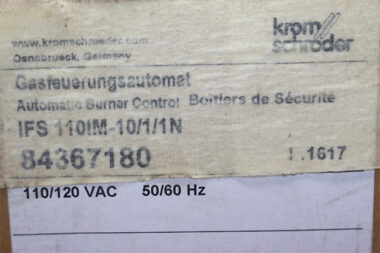 www.kromschroeder.com
Osnabrueck, Germany
krom
schröder
Gasfeuerungsautomat
Automatic Burner Control Boitiers de Sécurité
IFS 110IM-10/1/1N
84367180
.1617
110/120 VAC 50/60 Hz